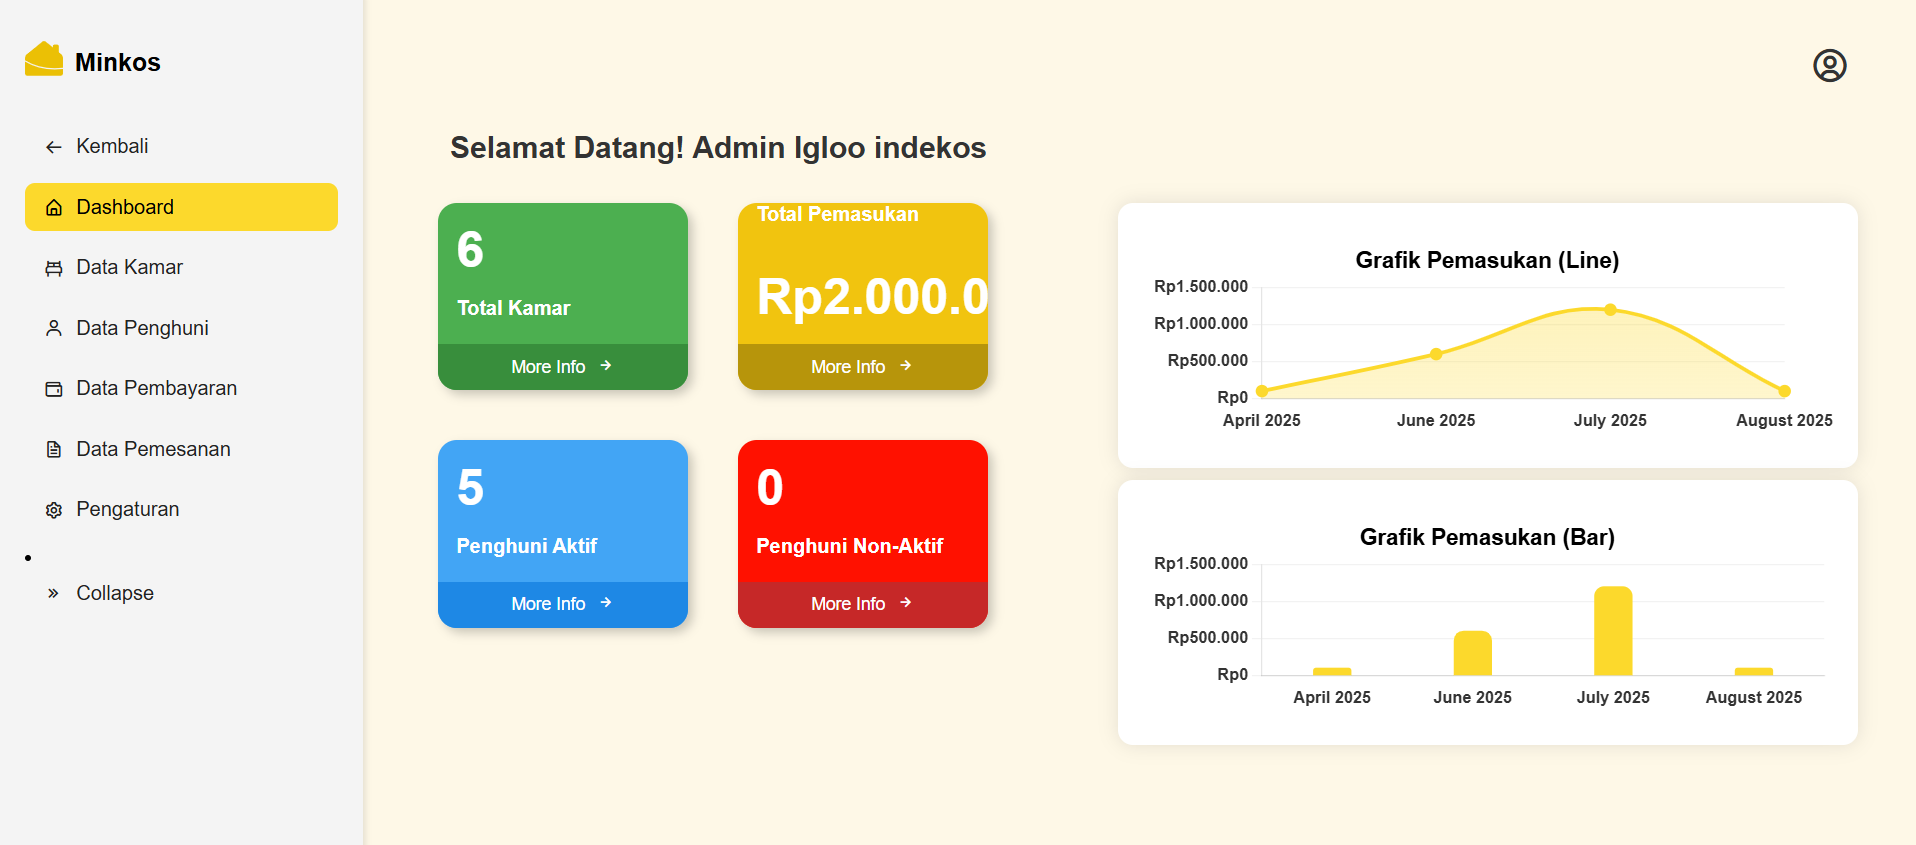 Minkos
Kembali
Dashboard
Data Kamar
Data Penghuni
Data Pembayaran
Data Pemesanan
Pengaturan
Collapse
Selamat Datang! Admin Igloo indekos
6
Total Kamar
More Info
Total Pemasukan
Rp2.000.0
More Info
5
Penghuni Aktif
More Info
0
Penghuni Non-Aktif
More Info
Grafik Pemasukan (Line)
Rp1.500.000
Rp1.000.000
Rp500.000
Rp0
April 2025 June 2025 July 2025 August 2025
Grafik Pemasukan (Bar)
Rp1.500.000
Rp1.000.000
Rp500.000
Rp0
April 2025 June 2025 July 2025 August 2025